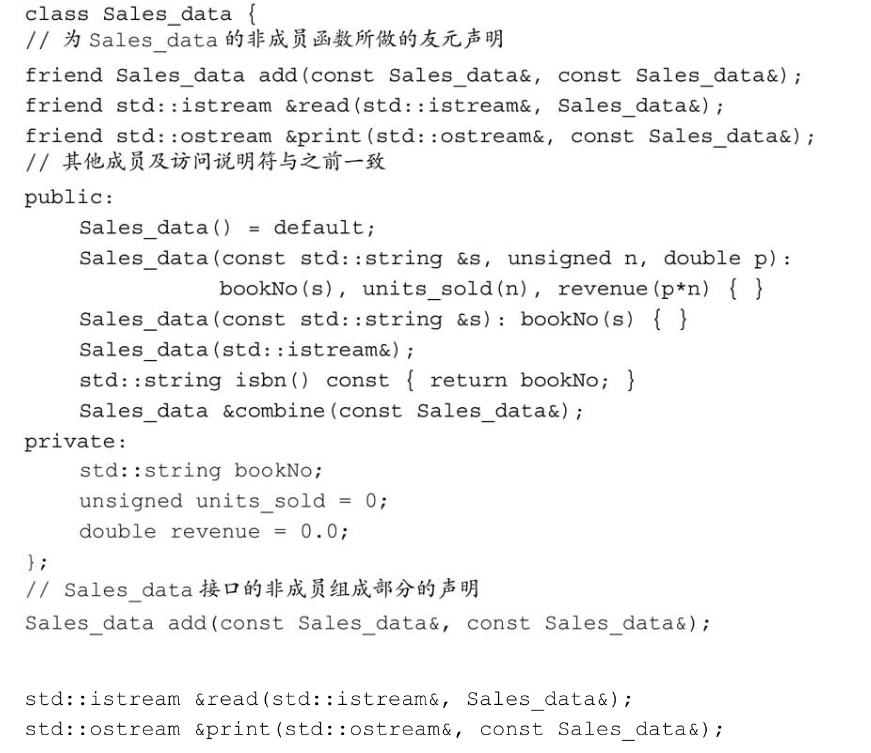 class Sales_data {
// 为 Sales_data 的非成员函数所做的友元声明
friend Sales_data add(const Sales_data&, const Sales_data&);
friend std::istream &read(std::istream&, Sales_data&);
friend std::ostream &print(std::ostream&, const Sales_data&);
// 其他成员及访问说明符与之前一致
public:
Sales_data() = default;
Sales_data(const std::string &s, unsigned n, double p):
bookNo(s), units_sold(n), revenue(p*n) { }
Sales_data(const std::string &s): bookNo(s) { }
Sales_data(std::istream&);
std::string isbn() const { return bookNo; }
Sales_data &combine(const Sales_data&);
private:
std::string bookNo;
unsigned units_sold = 0;
double revenue = 0.0;
};
// Sales_data 接口的非成员组成部分的声明
Sales_data add(const Sales_data&, const Sales_data&);
std::istream &read(std::istream&, Sales_data&);
std::ostream &print(std::ostream&, const Sales_data&);